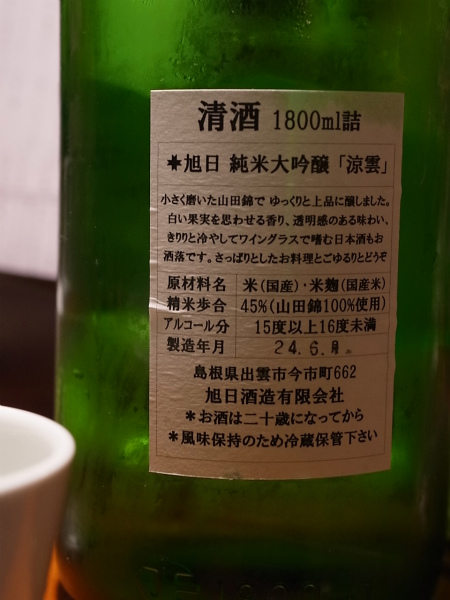 清酒 1800ml詰
✷旭日 純米大吟醸「涼雲」
小さく磨いた山田錦で ゆっくりと上品に醸しました。
白い果実を思わせる香り、透明感のある味わい、
きりりと冷やしてワイングラスで嗜む日本酒もお
洒落です。さっぱりとしたお料理とごゆるりとどうぞ
原材料名 米(国産)・米麹(国産米)
精米歩合 45%(山田錦100%使用)
アルコール分 15度以上16度未満
製造年月 24.6.月
島根県出雲市今市町662
旭日酒造有限会社
*お酒は二十歳になってから
*風味保持のため冷蔵保管下さい